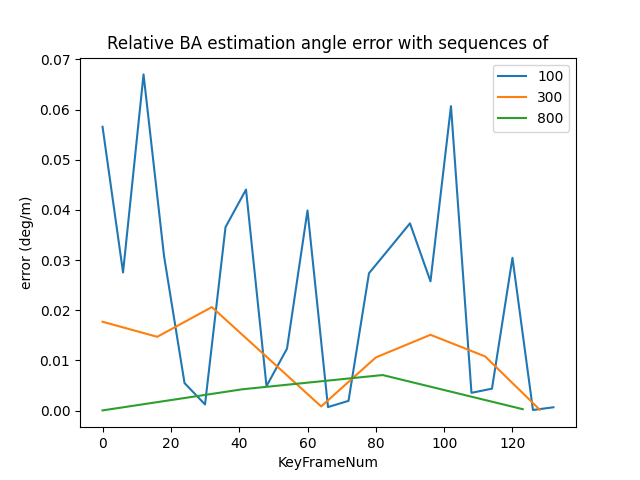 Relative BA estimation angle error with sequences of
0.07
0.06
0.05
0.04
0.03
0.02
0.01
0.00
error (deg/m)
100
300
800
0 20 40 60 80 100 120
KeyFrameNum